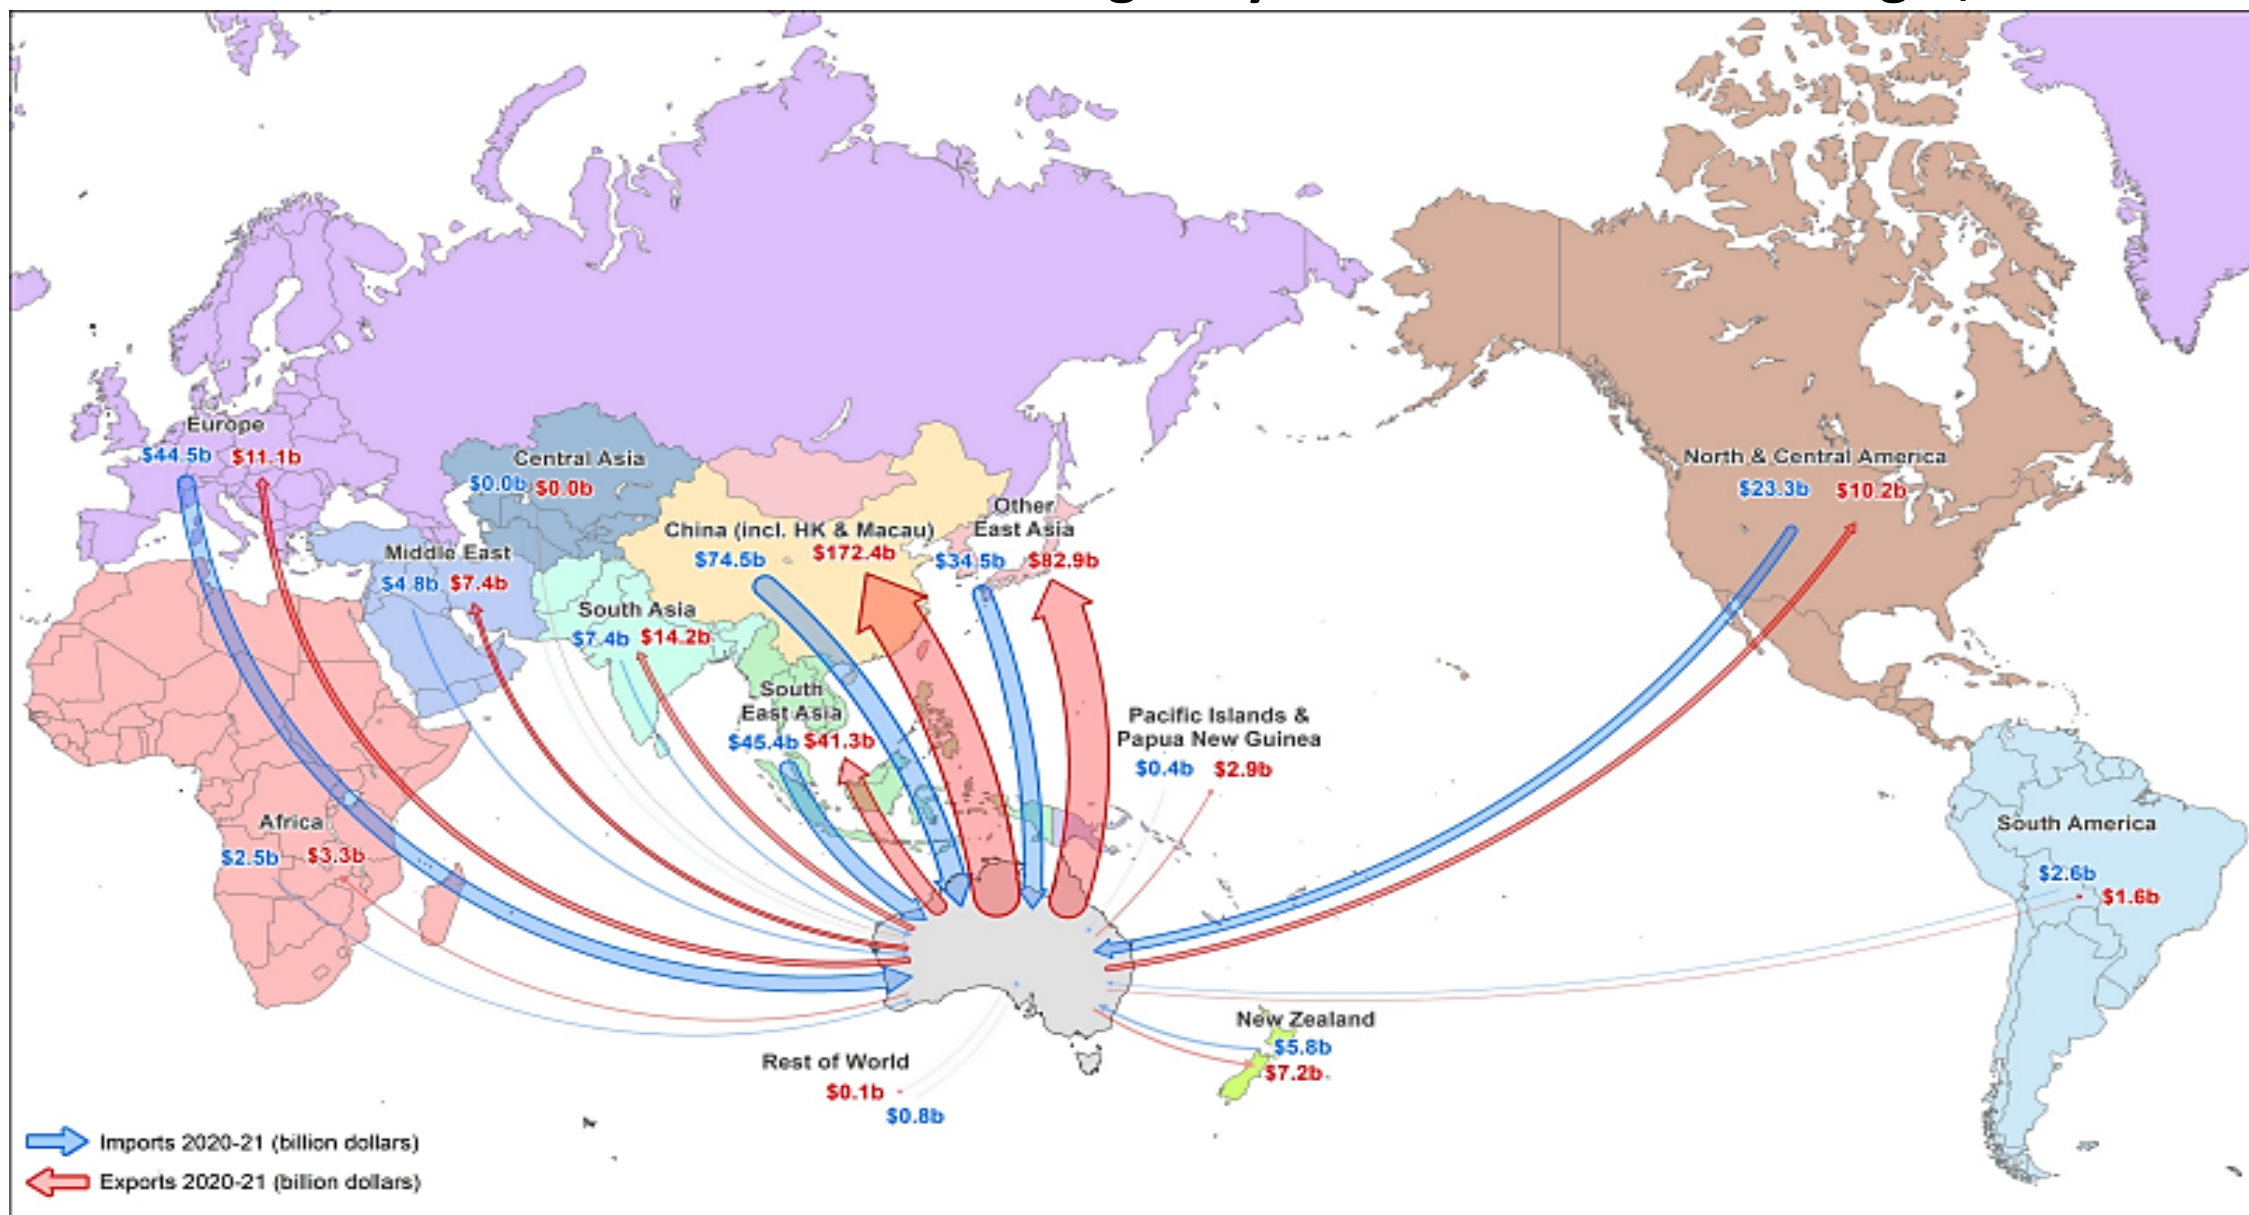 Europe
$44.5b $11.1b
Central Asia
$0.0b $0.0b
North & Central America
$23.3b $10.2b
Other
East Asia
$34.5b $82.9b
China (incl. HK & Macau)
$74.5b $172.4b
Middle East
$4.8b $7.4b
South Asia
$7.4b $14.2b
South
East Asia
$45.4b $41.3b
Pacific Islands &
Papua New Guinea
$0.4b $2.9b
Africa
$2.5b $3.3b
South America
$2.6b
$1.6b
New Zealand
$5.8b
$7.2b
Rest of World
$0.1b
$0.8b
Imports 2020-21 (billion dollars)
Exports 2020-21 (billion dollars)